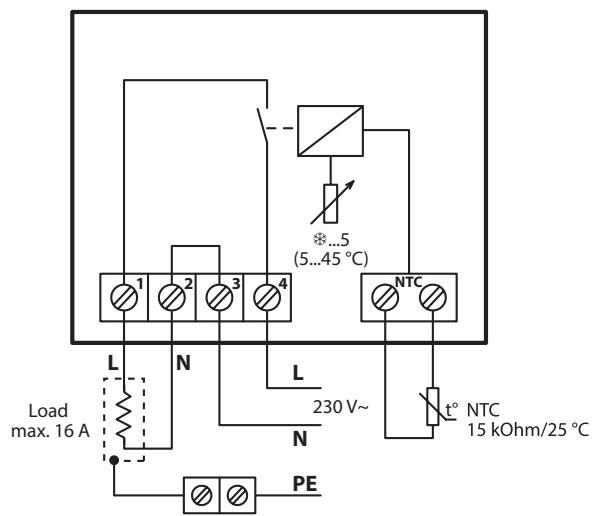 ❄...5
(5...45 °C)
1
2
3
4
NTC
L
N
L
230 V~
N
Load
max. 16 A
t° NTC
15 kOhm/25 °C
PE